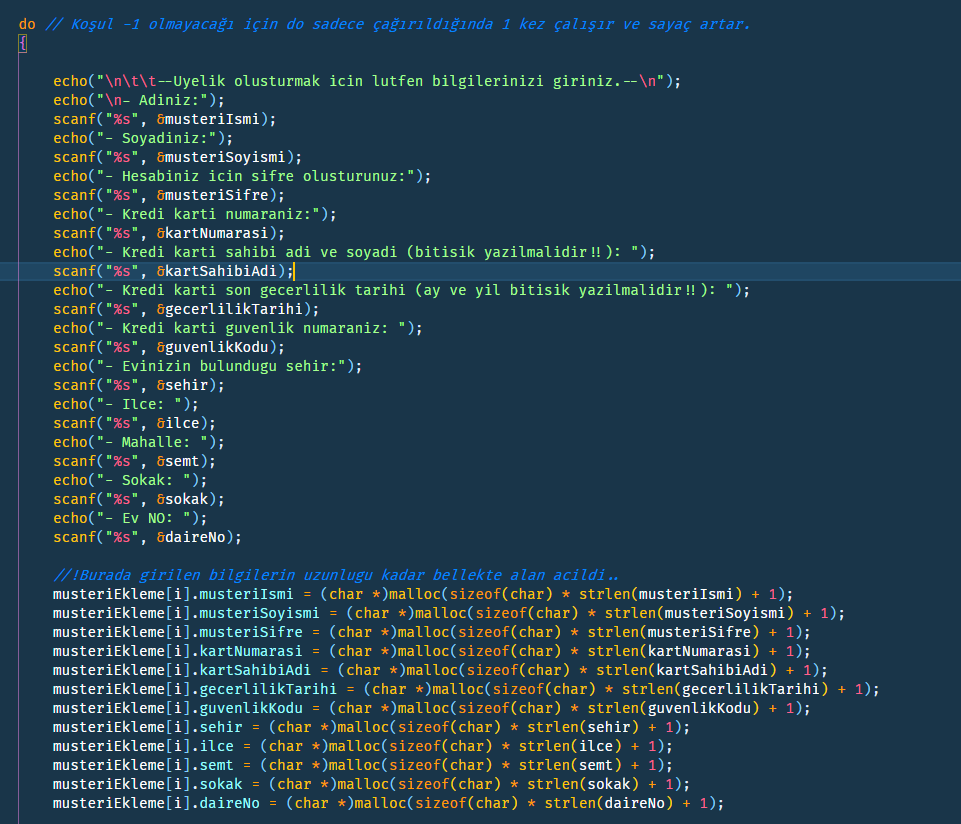 do // Koşul -1 olmayacağı için do sadece çağırıldığında 1 kez çalışır ve sayaç artar.
{
echo("\n\t\t--Uyelik olusturmak icin lutfen bilgilerinizi giriniz.--\n");
echo("\n- Adiniz:");
scanf("%s", &musteriIsmi);
echo("- Soyadiniz:");
scanf("%s", &musteriSoyismi);
echo("- Hesabiniz icin sifre olusturunuz:");
scanf("%s", &musteriSifre);
echo("- Kredi karti numaraniz:");
scanf("%s", &kartNumarasi);
echo("- Kredi karti sahibi adi ve soyadi (bitisik yazilmalidir!!): ");
scanf("%s", &kartSahibiAdi);
echo("- Kredi karti son gecerlilik tarihi (ay ve yil bitisik yazilmalidir!!): ");
scanf("%s", &gecerlilikTarihi);
echo("- Kredi karti guvenlik numaraniz: ");
scanf("%s", &guvenlikKodu);
echo("- Evinizin bulundugu sehir:");
scanf("%s", &sehir);
echo("- Ilce: ");
scanf("%s", &ilce);
echo("- Mahalle: ");
scanf("%s", &semt);
echo("- Sokak: ");
scanf("%s", &sokak);
echo("- Ev NO: ");
scanf("%s", &daireNo);
//!Burada girilen bilgilerin uzunlugu kadar bellekte alan acildi..
musteriEkleme[i].musteriIsmi = (char *)malloc(sizeof(char) * strlen(musteriIsmi) + 1);
musteriEkleme[i].musteriSoyismi = (char *)malloc(sizeof(char) * strlen(musteriSoyismi) + 1);
musteriEkleme[i].musteriSifre = (char *)malloc(sizeof(char) * strlen(musteriSifre) + 1);
musteriEkleme[i].kartNumarasi = (char *)malloc(sizeof(char) * strlen(kartNumarasi) + 1);
musteriEkleme[i].kartSahibiAdi = (char *)malloc(sizeof(char) * strlen(kartSahibiAdi) + 1);
musteriEkleme[i].gecerlilikTarihi = (char *)malloc(sizeof(char) * strlen(gecerlilikTarihi) + 1);
musteriEkleme[i].guvenlikKodu = (char *)malloc(sizeof(char) * strlen(guvenlikKodu) + 1);
musteriEkleme[i].sehir = (char *)malloc(sizeof(char) * strlen(sehir) + 1);
musteriEkleme[i].ilce = (char *)malloc(sizeof(char) * strlen(ilce) + 1);
musteriEkleme[i].semt = (char *)malloc(sizeof(char) * strlen(semt) + 1);
musteriEkleme[i].sokak = (char *)malloc(sizeof(char) * strlen(sokak) + 1);
musteriEkleme[i].daireNo = (char *)malloc(sizeof(char) * strlen(daireNo) + 1);